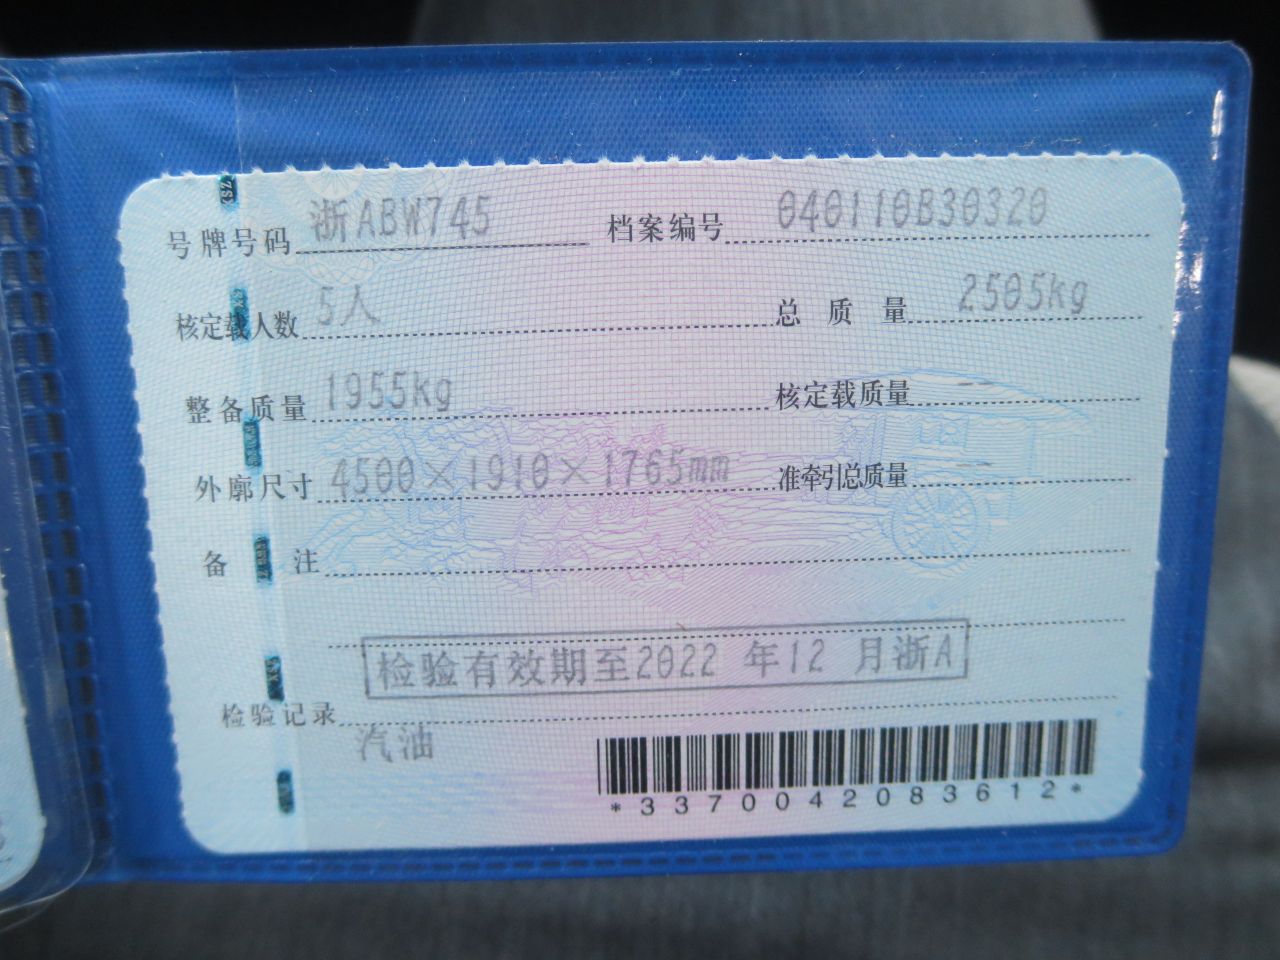 号牌号码 浙ABW745 档案编号 040110B30320
核定载人数 5人 总质量 2505kg
整备质量 1955kg 核定载质量 --
外廓尺寸 4500×1910×1765mm 准牵引总质量 --
备注
检验有效期至2022 年12 月浙A
检验记录
汽油
*3370042083612*